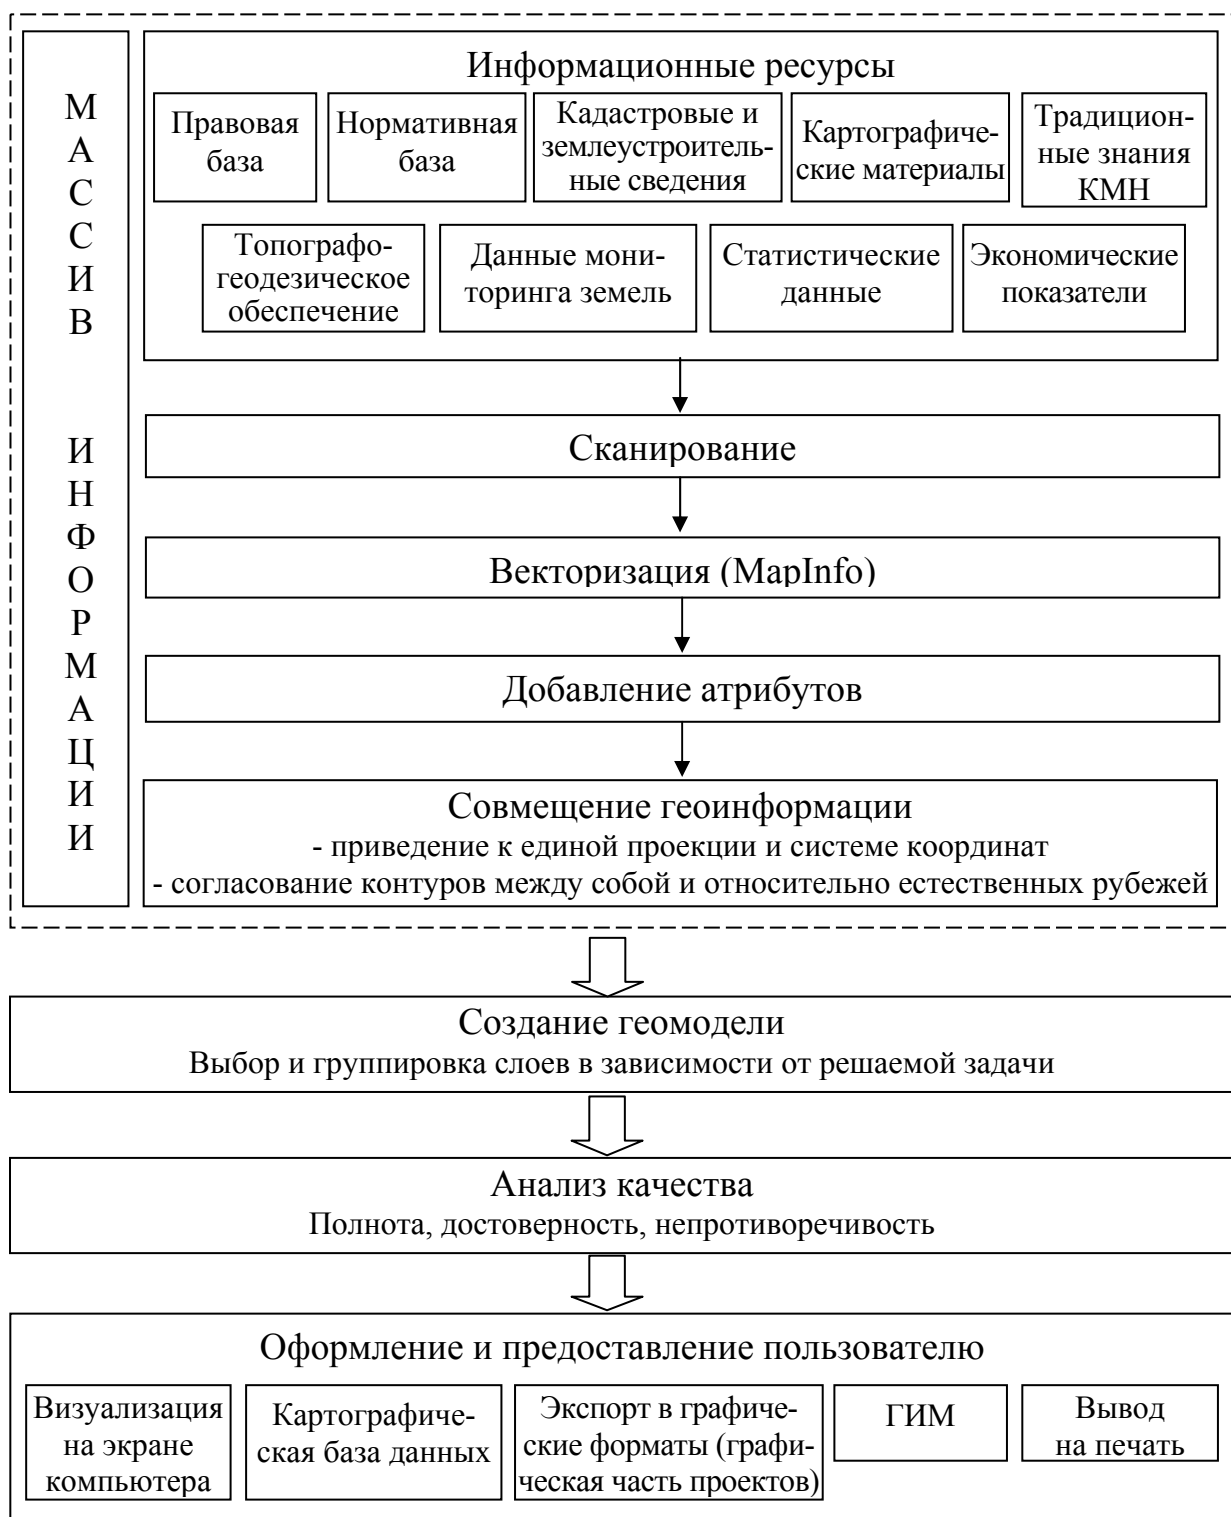 МАССИВ ИНФОРМАЦИИ
Информационные ресурсы
Правовая
база
Нормативная
база
Кадастровые и
землеустроитель-
ные сведения
Картографиче-
ские материалы
Традицион-
ные знания
КМН
Топографо-
геодезическое
обеспечение
Данные мони-
торинга земель
Статистические
данные
Экономические
показатели
Сканирование
Векторизация (MapInfo)
Добавление атрибутов
Совмещение геоинформации
- приведение к единой проекции и системе координат
- согласование контуров между собой и относительно естественных рубежей
Создание геомодели
Выбор и группировка слоев в зависимости от решаемой задачи
Анализ качества
Полнота, достоверность, непротиворечивость
Оформление и предоставление пользователю
Визуализация
на экране
компьютера
Картографиче-
ская база данных
Экспорт в графиче-
ские форматы (графи-
ческая часть проектов)
ГИМ
Вывод
на печать